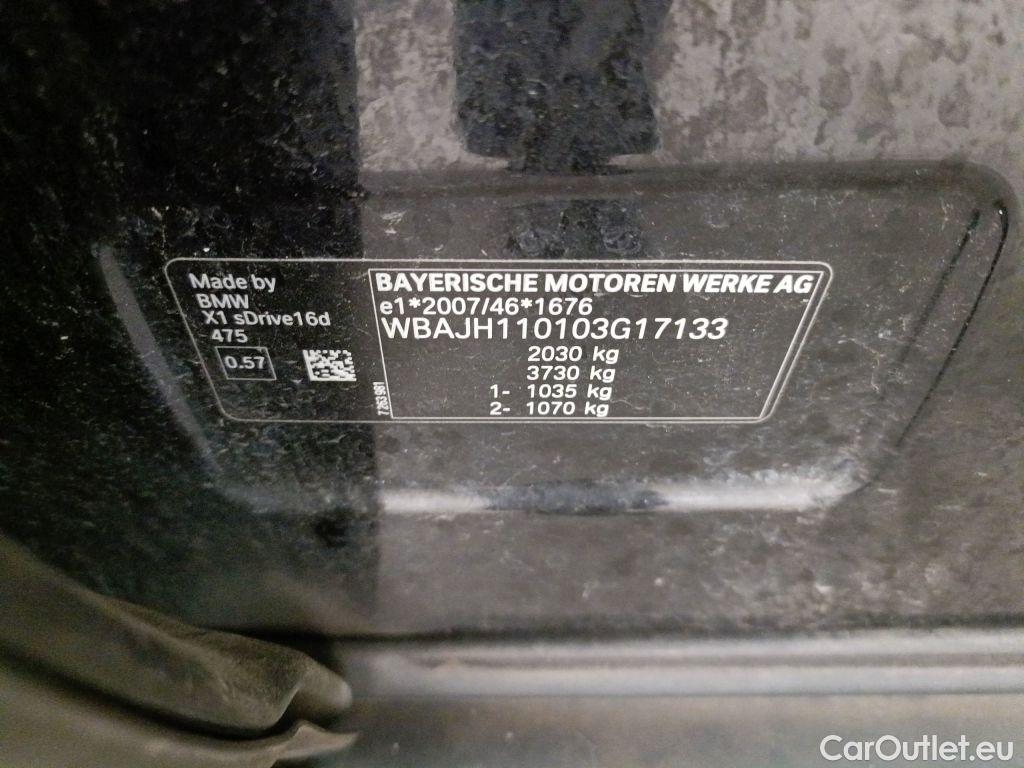 Made by
BMW
X1 sDrive16d
475
0.57
7263981
BAYERISCHE MOTOREN WERKE AG
e1*2007/46*1676
WBAJH110103G17133
2030 kg
3730 kg
1- 1035 kg
2- 1070 kg
CarOutlet.eu